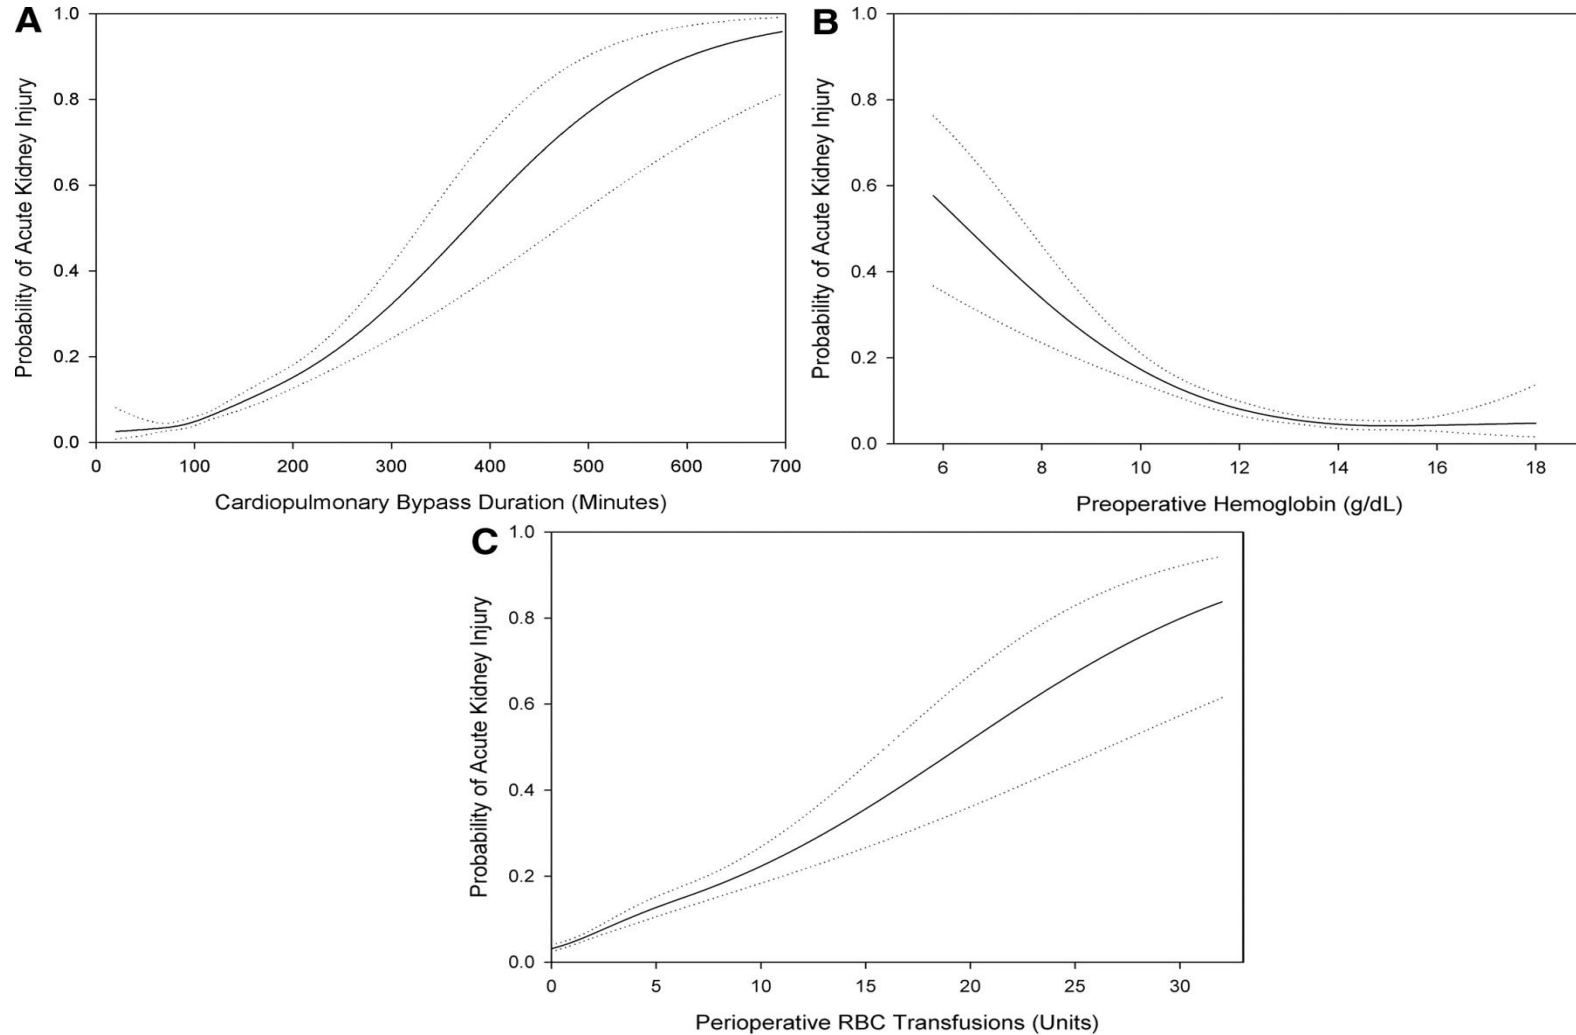 A
Probability of Acute Kidney Injury
1.0
0.8
0.6
0.4
0.2
0.0
0 100 200 300 400 500 600 700
Cardiopulmonary Bypass Duration (Minutes)
B
Probability of Acute Kidney Injury
1.0
0.8
0.6
0.4
0.2
0.0
6 8 10 12 14 16 18
Preoperative Hemoglobin (g/dL)
C
Probability of Acute Kidney Injury
1.0
0.8
0.6
0.4
0.2
0.0
0 5 10 15 20 25 30
Perioperative RBC Transfusions (Units)